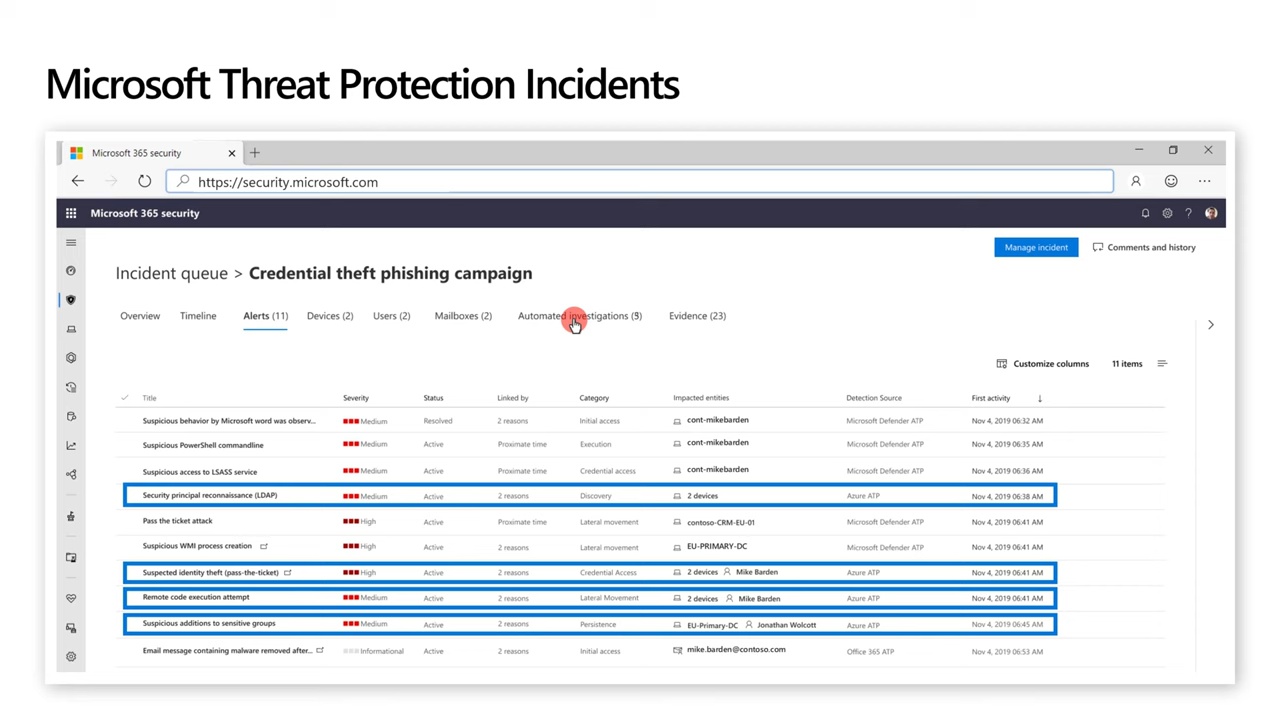 Microsoft Threat Protection Incidents
Microsoft 365 security
https://security.microsoft.com
Microsoft 365 security
Manage incident Comments and history
Incident queue > Credential theft phishing campaign
Overview Timeline Alerts (11) Devices (2) Users (2) Mailboxes (2) Automated investigations (3) Evidence (23)
Customize columns 11 items
Title Severity Status Linked by Category Impacted entities Detection Source First activity
Suspicious behavior by Microsoft word was observ... Medium Resolved 2 reasons Initial access cont-mikebarden Microsoft Defender ATP Nov 4, 2019 06:32 AM
Suspicious PowerShell commandline Medium Active Proximate time Execution cont-mikebarden Microsoft Defender ATP Nov 4, 2019 06:35 AM
Suspicious access to LSASS service Medium Active Proximate time Credential access cont-mikebarden Microsoft Defender ATP Nov 4, 2019 06:36 AM
Security principal reconnaissance (LDAP) Medium Active 2 reasons Discovery 2 devices Azure ATP Nov 4, 2019 06:38 AM
Pass the ticket attack High Active Proximate time Lateral movement contoso-CRM-EU-01 Microsoft Defender ATP Nov 4, 2019 06:41 AM
Suspicious WMI process creation High Active 2 reasons Lateral movement EU-PRIMARY-DC Microsoft Defender ATP Nov 4, 2019 06:41 AM
Suspected identity theft (pass-the-ticket) High Active 2 reasons Credential Access 2 devices Mike Barden Azure ATP Nov 4, 2019 06:41 AM
Remote code execution attempt Medium Active 2 reasons Lateral Movement 2 devices Mike Barden Azure ATP Nov 4, 2019 06:41 AM
Suspicious additions to sensitive groups Medium Active 2 reasons Persistence EU-Primary-DC Jonathan Wolcott Azure ATP Nov 4, 2019 06:45 AM
Email message containing malware removed after... Informational Active 2 reasons Initial access mike.barden@contoso.com Office 365 ATP Nov 4, 2019 06:53 AM